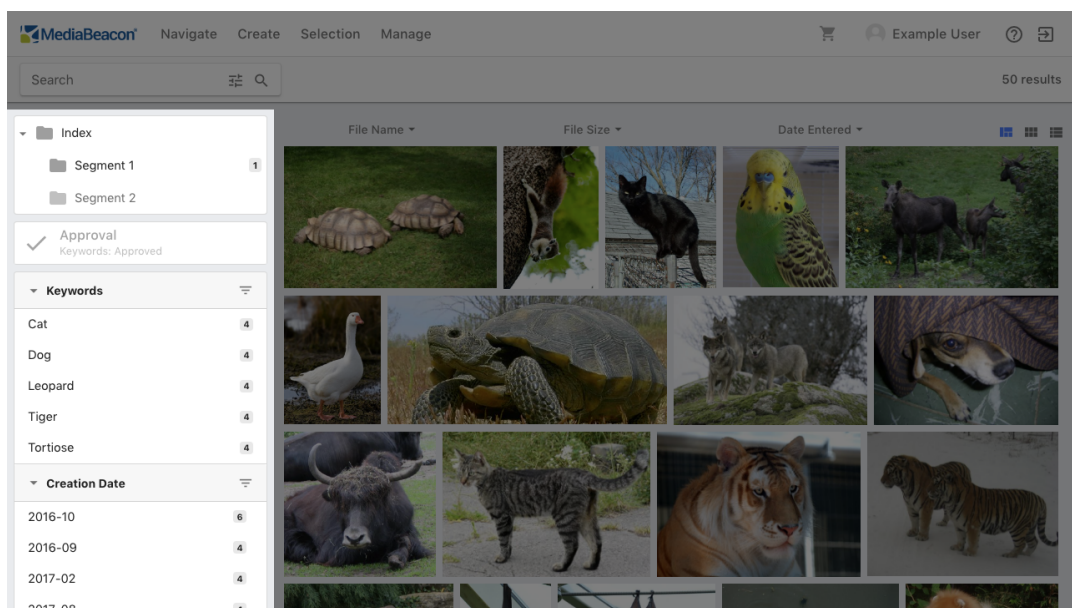 MediaBeacon Navigate Create Selection Manage Example User
Search 50 results
Index
Segment 1 1
Segment 2
Approval
Keywords: Approved
Keywords
Cat 4
Dog 4
Leopard 4
Tiger 4
Tortiose 4
Creation Date
2016-10 6
2016-09 4
2017-02 4
File Name File Size Date Entered